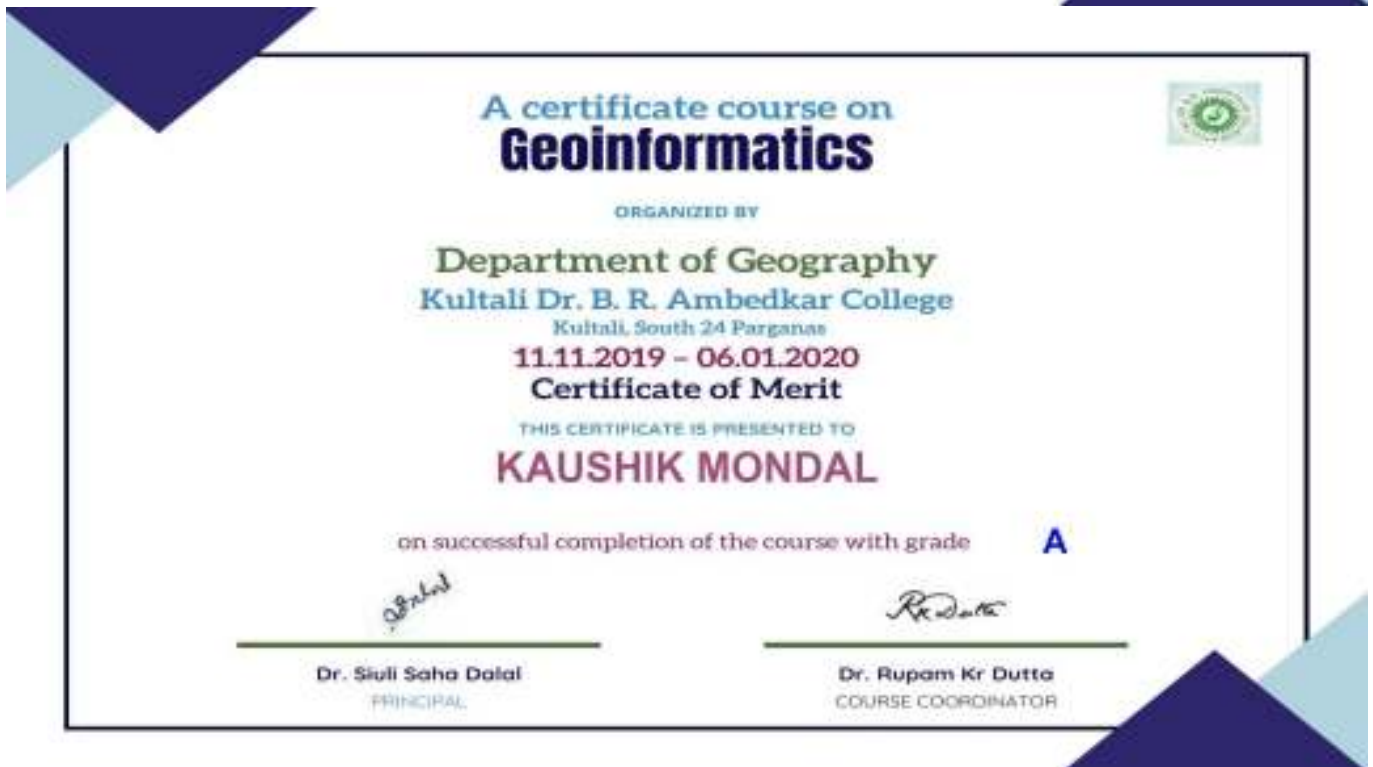 A certificate course on
Geoinformatics
ORGANIZED BY
Department of Geography
Kultali Dr. B. R. Ambedkar College
Kultali, South 24 Parganas
11.11.2019 – 06.01.2020
Certificate of Merit
THIS CERTIFICATE IS PRESENTED TO
KAUSHIK MONDAL
on successful completion of the course with grade A
Dr. Siuli Saha Dalal
PRINCIPAL
Dr. Rupam Kr Dutta
COURSE COORDINATOR